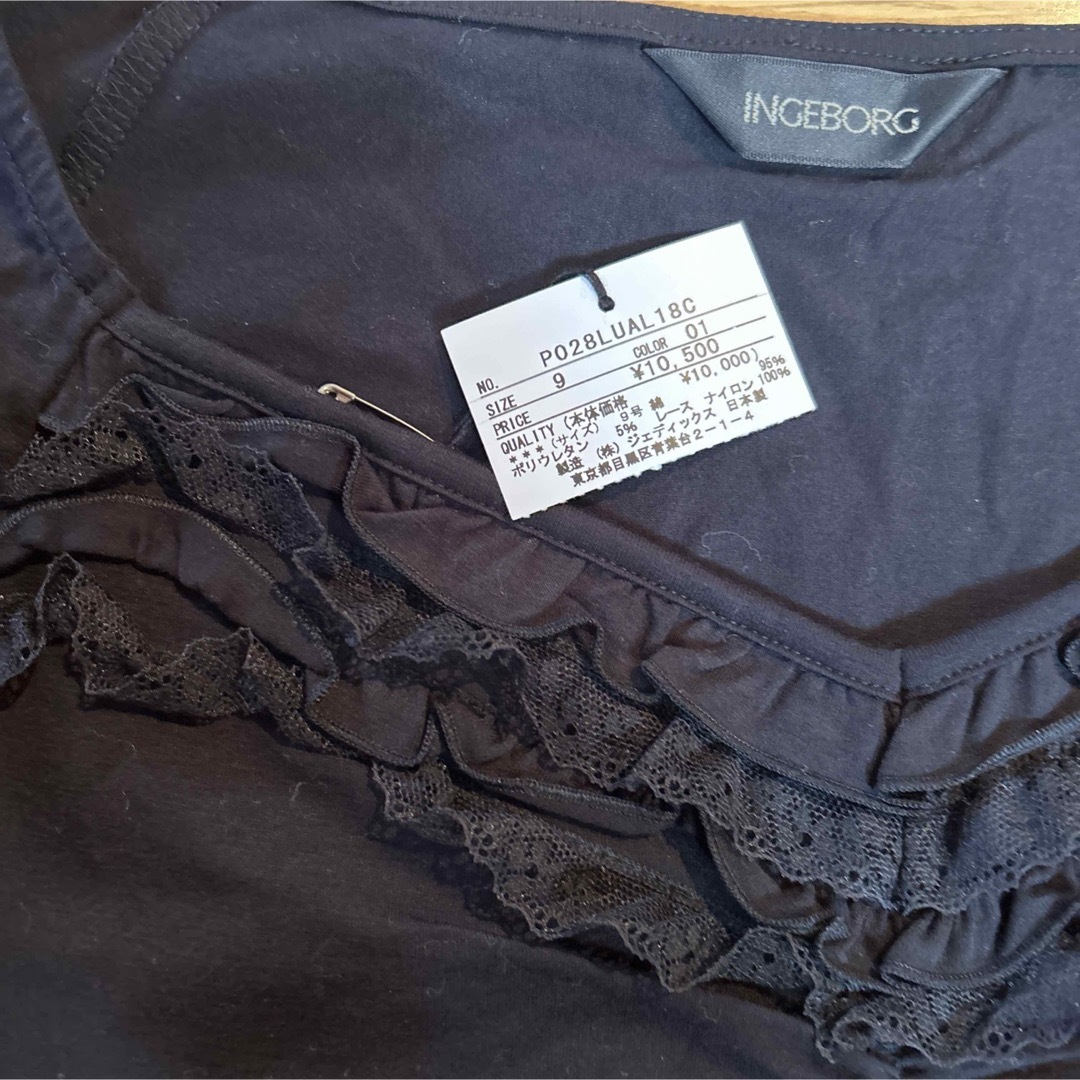 INGEBORG
NO. P028LUAL18C
SIZE 9 COLOR 01
PRICE ¥10,500
(本体価格 ¥10,000)
QUALITY
***(サイズ) 9号 綿 95%
ポリウレタン 5% レース ナイロン 100%
製造 (株) ジェディックス 日本製
東京都目黒区青葉台2-1-4